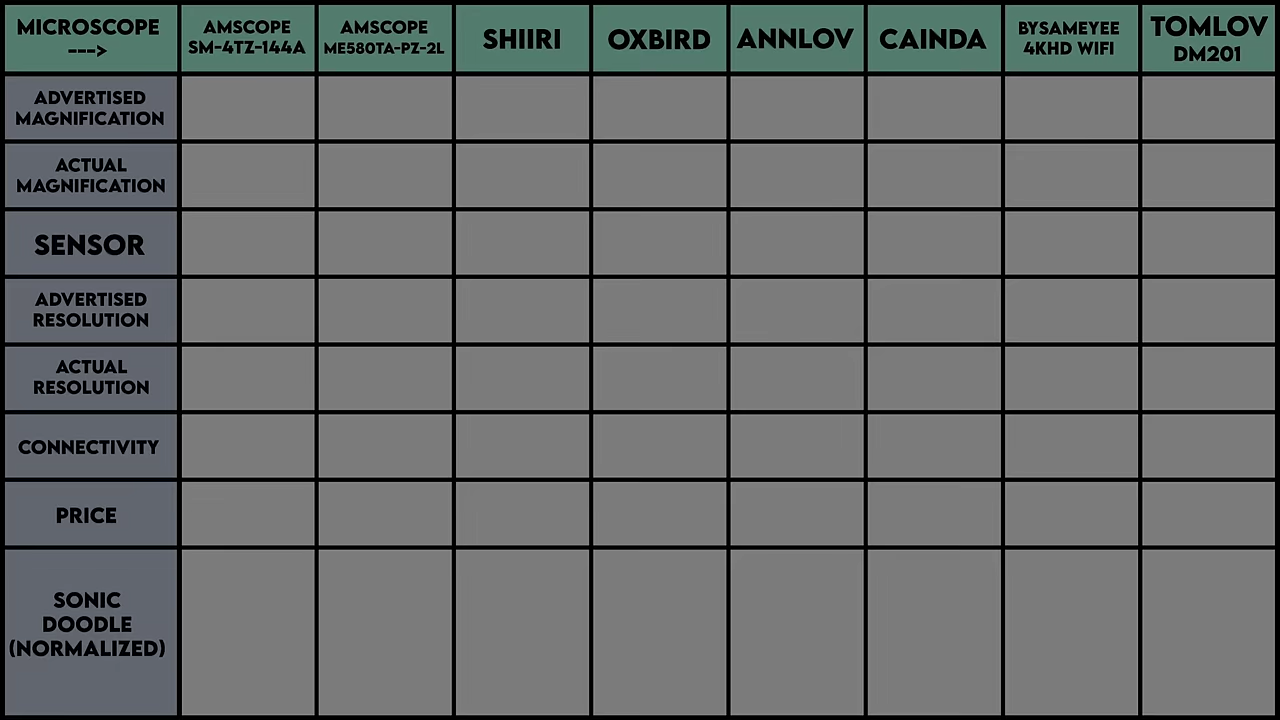 MICROSCOPE
--->
AMSCOPE
SM-4TZ-144A
AMSCOPE
ME580TA-PZ-2L
SHIIRI
OXBIRD
ANNLOV
CAINDA
BYSAMEYEE
4KHD WIFI
TOMLOV
DM201
ADVERTISED
MAGNIFICATION
ACTUAL
MAGNIFICATION
SENSOR
ADVERTISED
RESOLUTION
ACTUAL
RESOLUTION
CONNECTIVITY
PRICE
SONIC
DOODLE
(NORMALIZED)